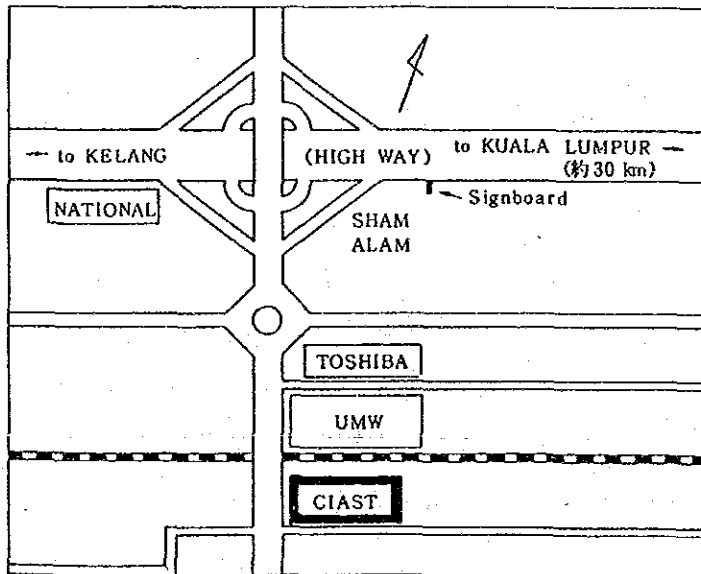 ← to KELANG
(HIGH WAY)
to KUALA LUMPUR →
(約30 km)
NATIONAL
Signboard
SHAM
ALAM
TOSHIBA
UMW
CIAST